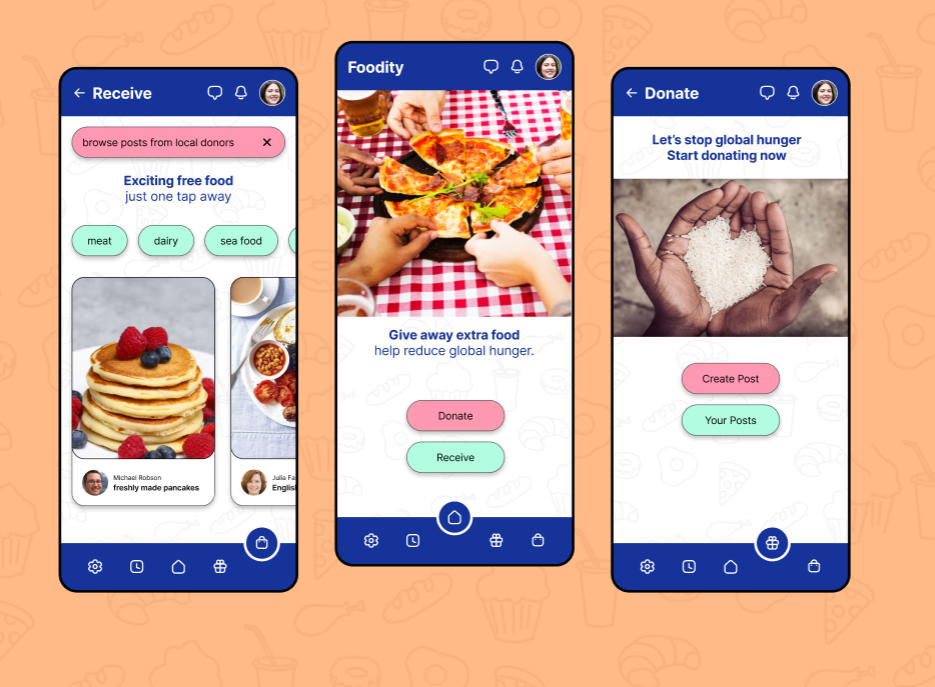 Receive
browse posts from local donors
Exciting free food
just one tap away
meat
dairy
sea food
Michael Robson
freshly made pancakes
Julia Fa
Englis
Foodity
Give away extra food
help reduce global hunger.
Donate
Receive
Donate
Let's stop global hunger
Start donating now
Create Post
Your Posts